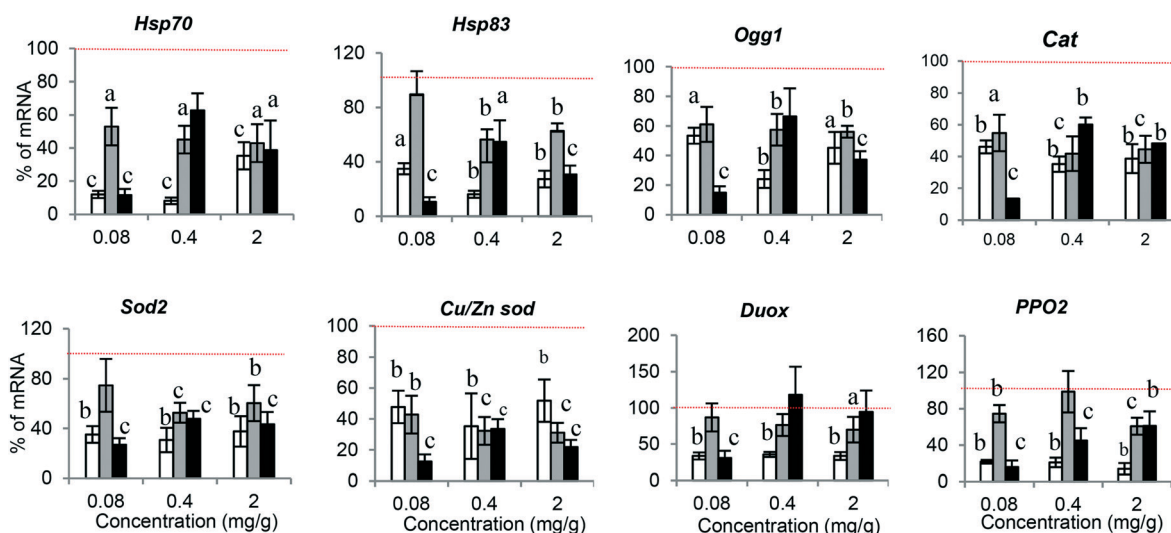 Hsp70
% of mRNA
100
80
60
40
20
0
c a c
c a
c a a
0.08 0.4 2
Hsp83
120
80
40
0
a c
b b a
b b c
0.08 0.4 2
Ogg1
100
80
60
40
20
0
a c
b b
a b c
0.08 0.4 2
Cat
100
80
60
40
20
0
b a c
c c b
b c b
0.08 0.4 2
Sod2
% of mRNA
120
80
40
0
b c
b c c
b b c
0.08 0.4 2
Concentration (mg/g)
Cu/Zn sod
100
80
60
40
20
0
b b c
c c
b c c
0.08 0.4 2
Concentration (mg/g)
Duox
200
150
100
50
0
b c
b c
b a c
0.08 0.4 2
Concentration (mg/g)
PPO2
160
120
80
40
0
b b c
b c
b c b
0.08 0.4 2
Concentration (mg/g)